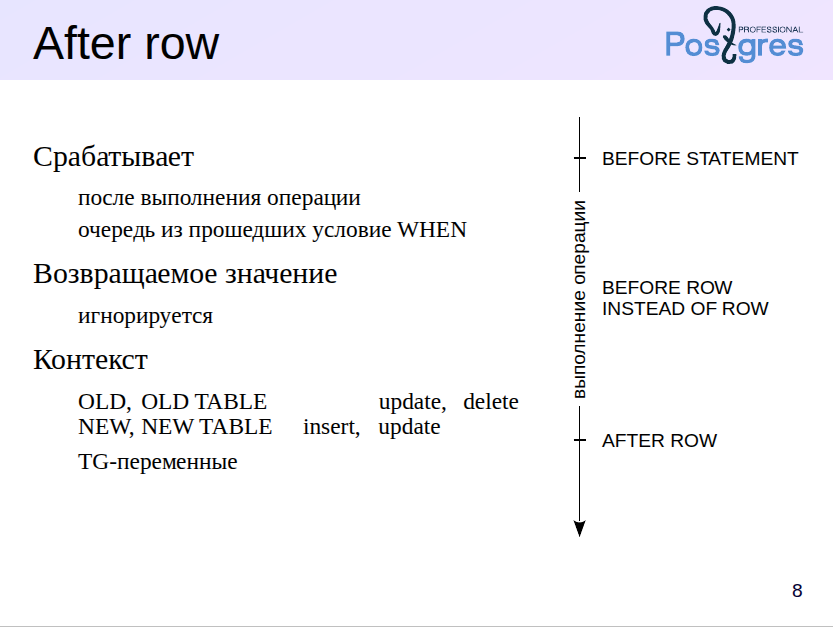 After row
PROFESSIONAL
Postgres
Срабатывает
после выполнения операции
очередь из прошедших условие WHEN
Возвращаемое значение
игнорируется
Контекст
OLD, OLD TABLE update, delete
NEW, NEW TABLE insert, update
TG-переменные
BEFORE STATEMENT
выполнение операции
BEFORE ROW
INSTEAD OF ROW
AFTER ROW
8